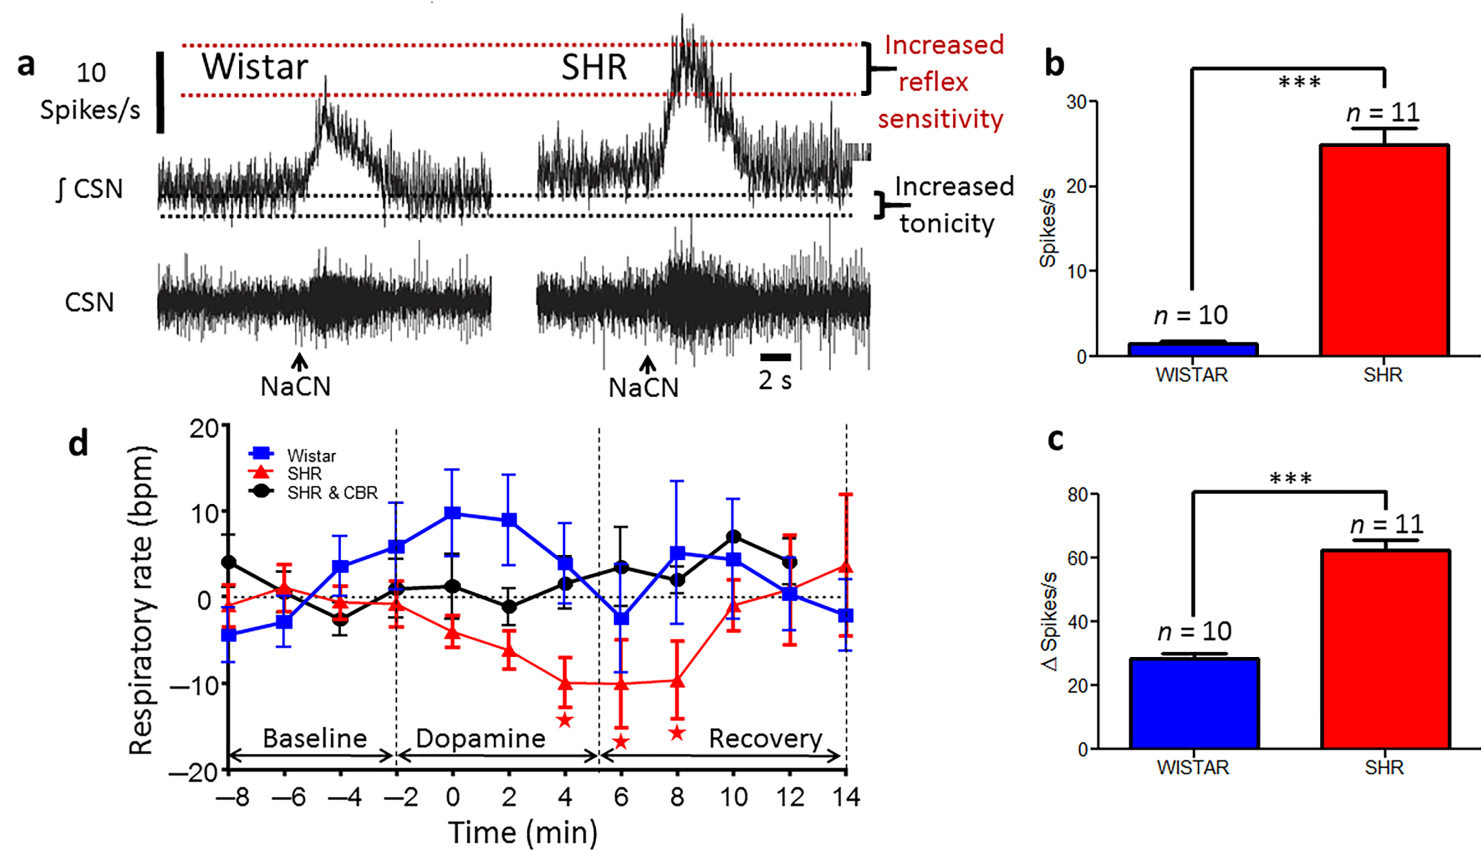 a
10
Spikes/s
Wistar
SHR
Increased
reflex
sensitivity
∫ CSN
Increased
tonicity
CSN
NaCN
NaCN
2 s
b
***
n = 11
n = 10
30
20
10
0
Spikes/s
WISTAR
SHR
c
***
n = 11
n = 10
80
60
40
20
0
Δ Spikes/s
WISTAR
SHR
d
Wistar
SHR
SHR & CBR
20
10
0
−10
−20
Respiratory rate (bpm)
Baseline
Dopamine
Recovery
−8 −6 −4 −2 0 2 4 6 8 10 12 14
Time (min)